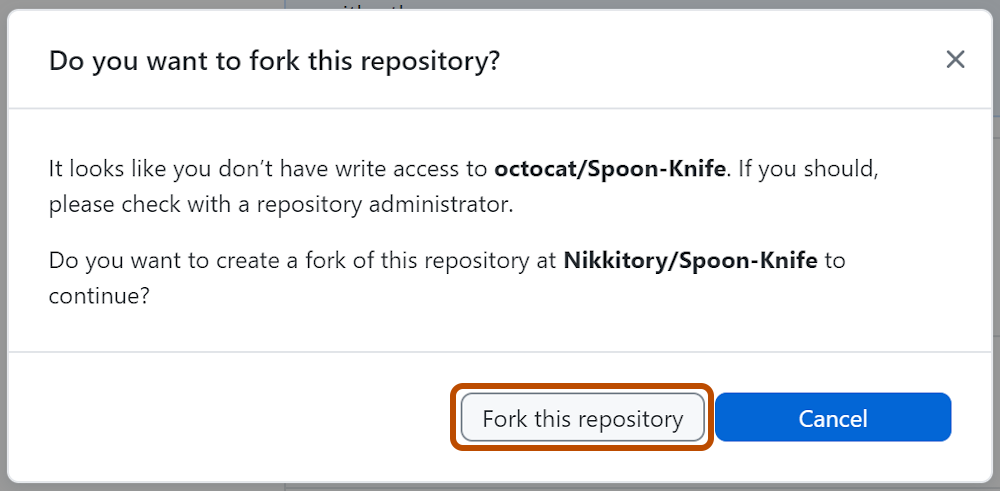 Do you want to fork this repository?
It looks like you don’t have write access to octocat/Spoon-Knife. If you should,
please check with a repository administrator.
Do you want to create a fork of this repository at Nikkitory/Spoon-Knife to
continue?
Fork this repository
Cancel